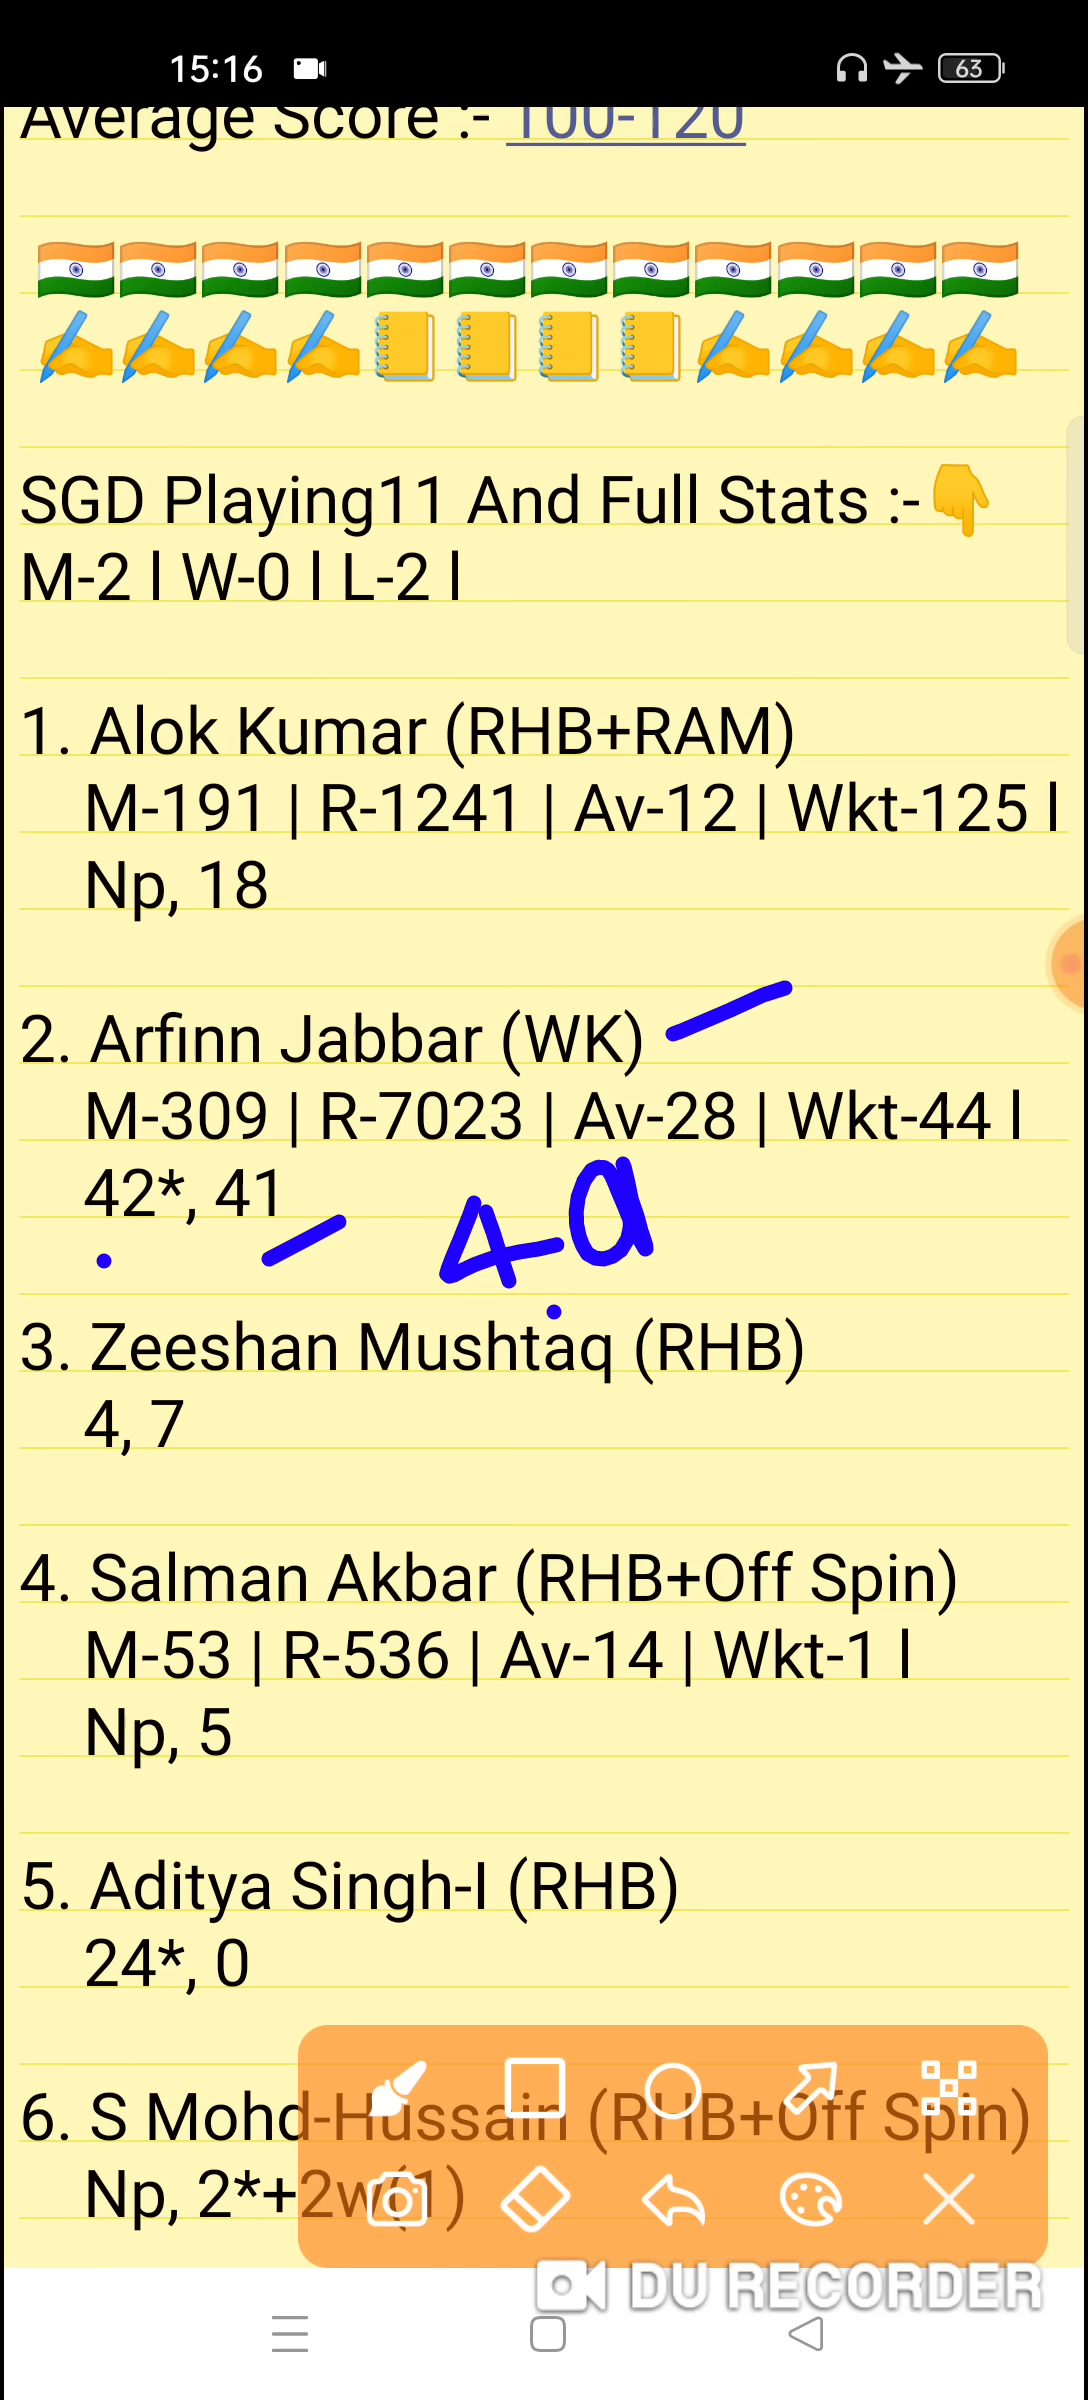 15:16
63
Average Score :- 100-120
SGD Playing11 And Full Stats :-
M-2 l W-0 l L-2 l
1. Alok Kumar (RHB+RAM)
M-191 | R-1241 | Av-12 | Wkt-125 l
Np, 18
2. Arfinn Jabbar (WK)
M-309 | R-7023 | Av-28 | Wkt-44 l
42*, 41
40
3. Zeeshan Mushtaq (RHB)
4, 7
4. Salman Akbar (RHB+Off Spin)
M-53 | R-536 | Av-14 | Wkt-1 l
Np, 5
5. Aditya Singh-I (RHB)
24*, 0
6. S Mohd-Hussain (RHB+Off Spin)
Np, 2*+2w(1)
DU RECORDER